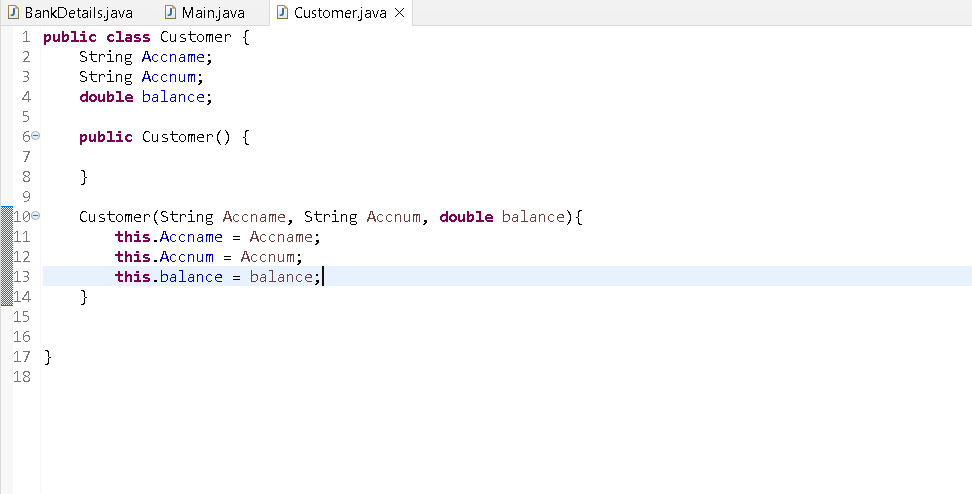 BankDetails.java Main.java Customer.java
1 public class Customer {
2 String Accname;
3 String Accnum;
4 double balance;
5
6 public Customer() {
7
8 }
9
10 Customer(String Accname, String Accnum, double balance){
11 this.Accname = Accname;
12 this.Accnum = Accnum;
13 this.balance = balance;
14 }
15
16
17 }
18